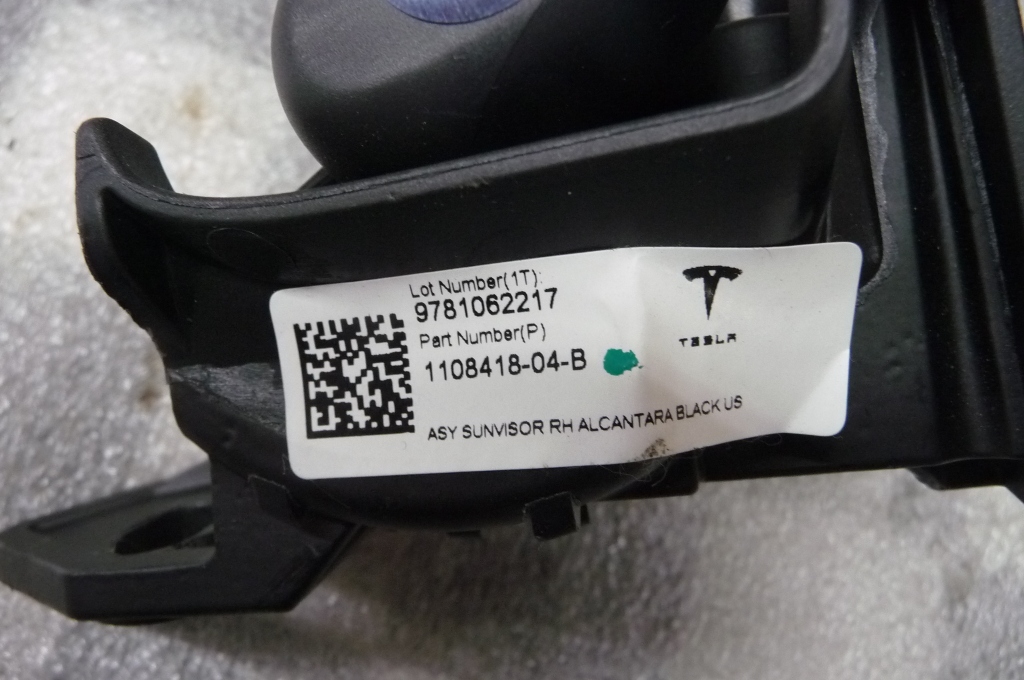 Lot Number(1T):
9781062217
Part Number(P)
1108418-04-B
TESLA
ASY SUNVISOR RH ALCANTARA BLACK US